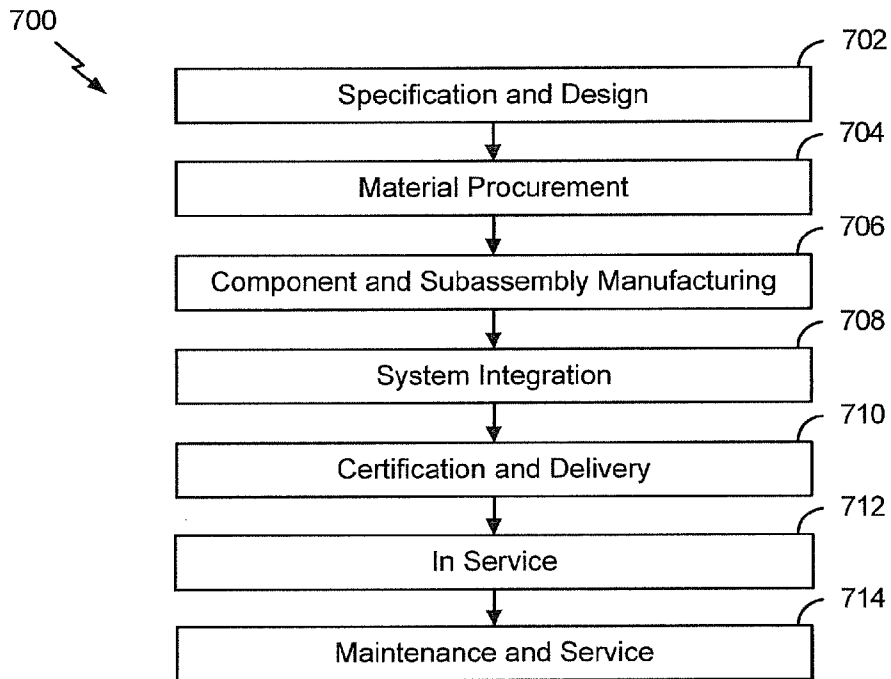 700
702
Specification and Design
704
Material Procurement
706
Component and Subassembly Manufacturing
708
System Integration
710
Certification and Delivery
712
In Service
714
Maintenance and Service